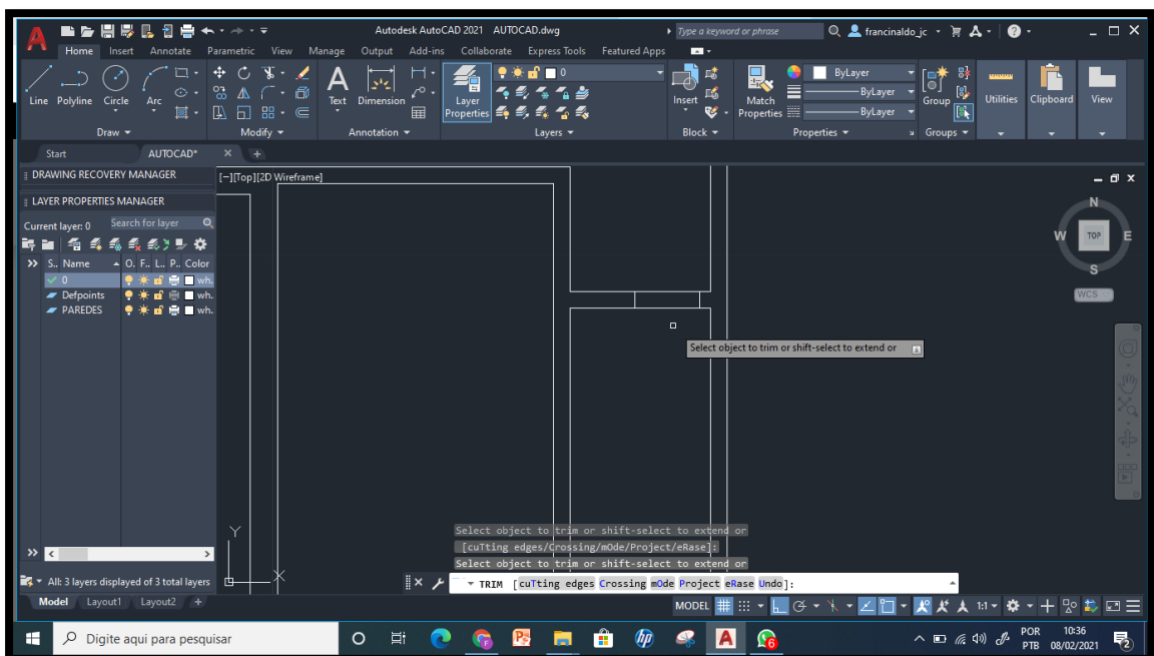 Autodesk AutoCAD 2021 AUTOCAD.dwg
Type a keyword or phrase
francinaldo_jc
Home Insert Annotate Parametric View Manage Output Add-ins Collaborate Express Tools Featured Apps
Line Polyline Circle Arc
Text Dimension
Layer Properties
0
Insert
Match Properties
ByLayer
ByLayer
ByLayer
Group
Utilities
Clipboard
View
Draw Modify Annotation Layers Block Properties Groups
Start AUTOCAD*
DRAWING RECOVERY MANAGER
[−][Top][2D Wireframe]
LAYER PROPERTIES MANAGER
Current layer: 0 Search for layer
S.. Name O. F.. L.. P.. Color
0 wh.
Defpoints wh.
PAREDES wh.
N
W TOP E
S
WCS
Select object to trim or shift-select to extend or
Y
X
Select object to trim or shift-select to extend or
[cuTting edges/Crossing/mOde/Project/eRase]:
Select object to trim or shift-select to extend or
TRIM [cuTting edges Crossing mOde Project eRase Undo]:
All: 3 layers displayed of 3 total layers
Model Layout1 Layout2
MODEL 1:1
Digite aqui para pesquisar
hp
A
6
POR
PTB
10:36
08/02/2021
2